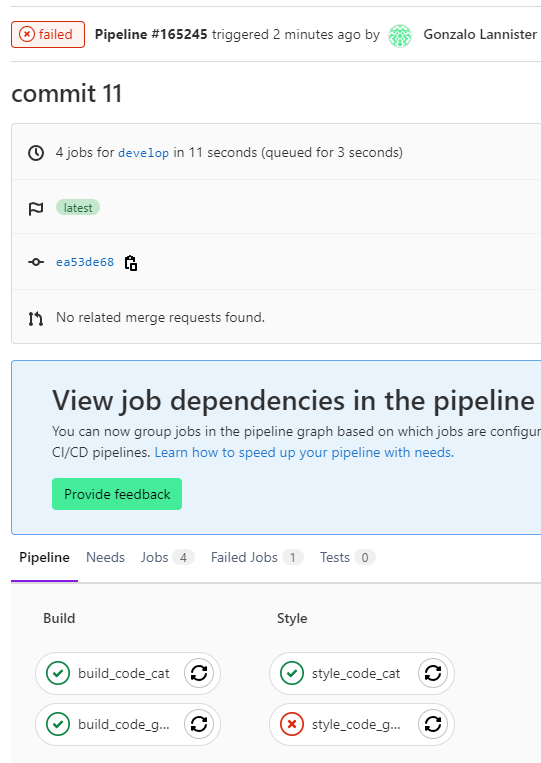 failed Pipeline #165245 triggered 2 minutes ago by Gonzalo Lannister
commit 11
4 jobs for develop in 11 seconds (queued for 3 seconds)
latest
ea53de68
No related merge requests found.
View job dependencies in the pipeline
You can now group jobs in the pipeline graph based on which jobs are configur
CI/CD pipelines. Learn how to speed up your pipeline with needs.
Provide feedback
Pipeline Needs Jobs 4 Failed Jobs 1 Tests 0
Build Style
build_code_cat style_code_cat
build_code_g... style_code_g...